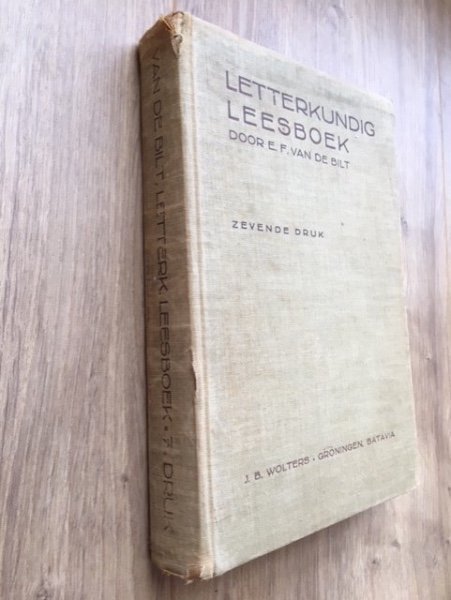 LETTERKUNDIG
LEESBOEK
DOOR E. F. VAN DE BILT
ZEVENDE DRUK
J. B. WOLTERS • GRONINGEN, BATAVIA
VAN DE BILT, LETTERK. LEESBOEK • 7. DRUK